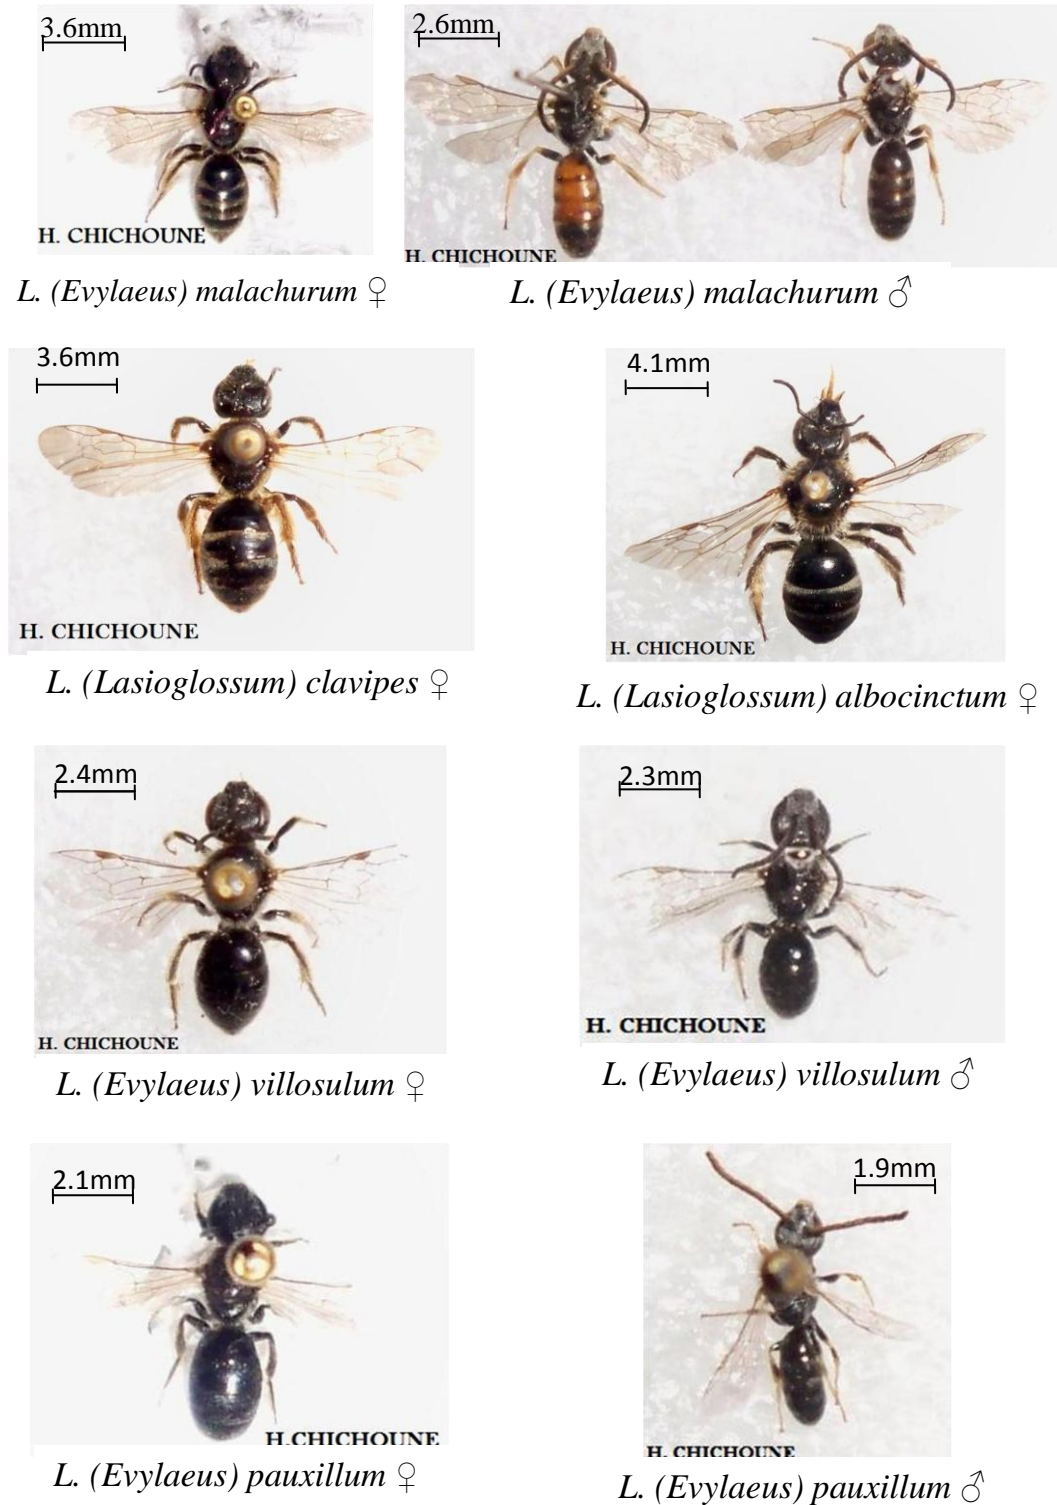 3.6mm
2.6mm
H. CHICHOUNE
H. CHICHOUNE
L. (Evylaeus) malachurum ♀
L. (Evylaeus) malachurum ♂
3.6mm
4.1mm
H. CHICHOUNE
H. CHICHOUNE
L. (Lasioglossum) clavipes ♀
L. (Lasioglossum) albocinctum ♀
2.4mm
2.3mm
H. CHICHOUNE
H. CHICHOUNE
L. (Evylaeus) villosulum ♀
L. (Evylaeus) villosulum ♂
2.1mm
1.9mm
H.CHICHOUNE
H. CHICHOUNE
L. (Evylaeus) pauxillum ♀
L. (Evylaeus) pauxillum ♂